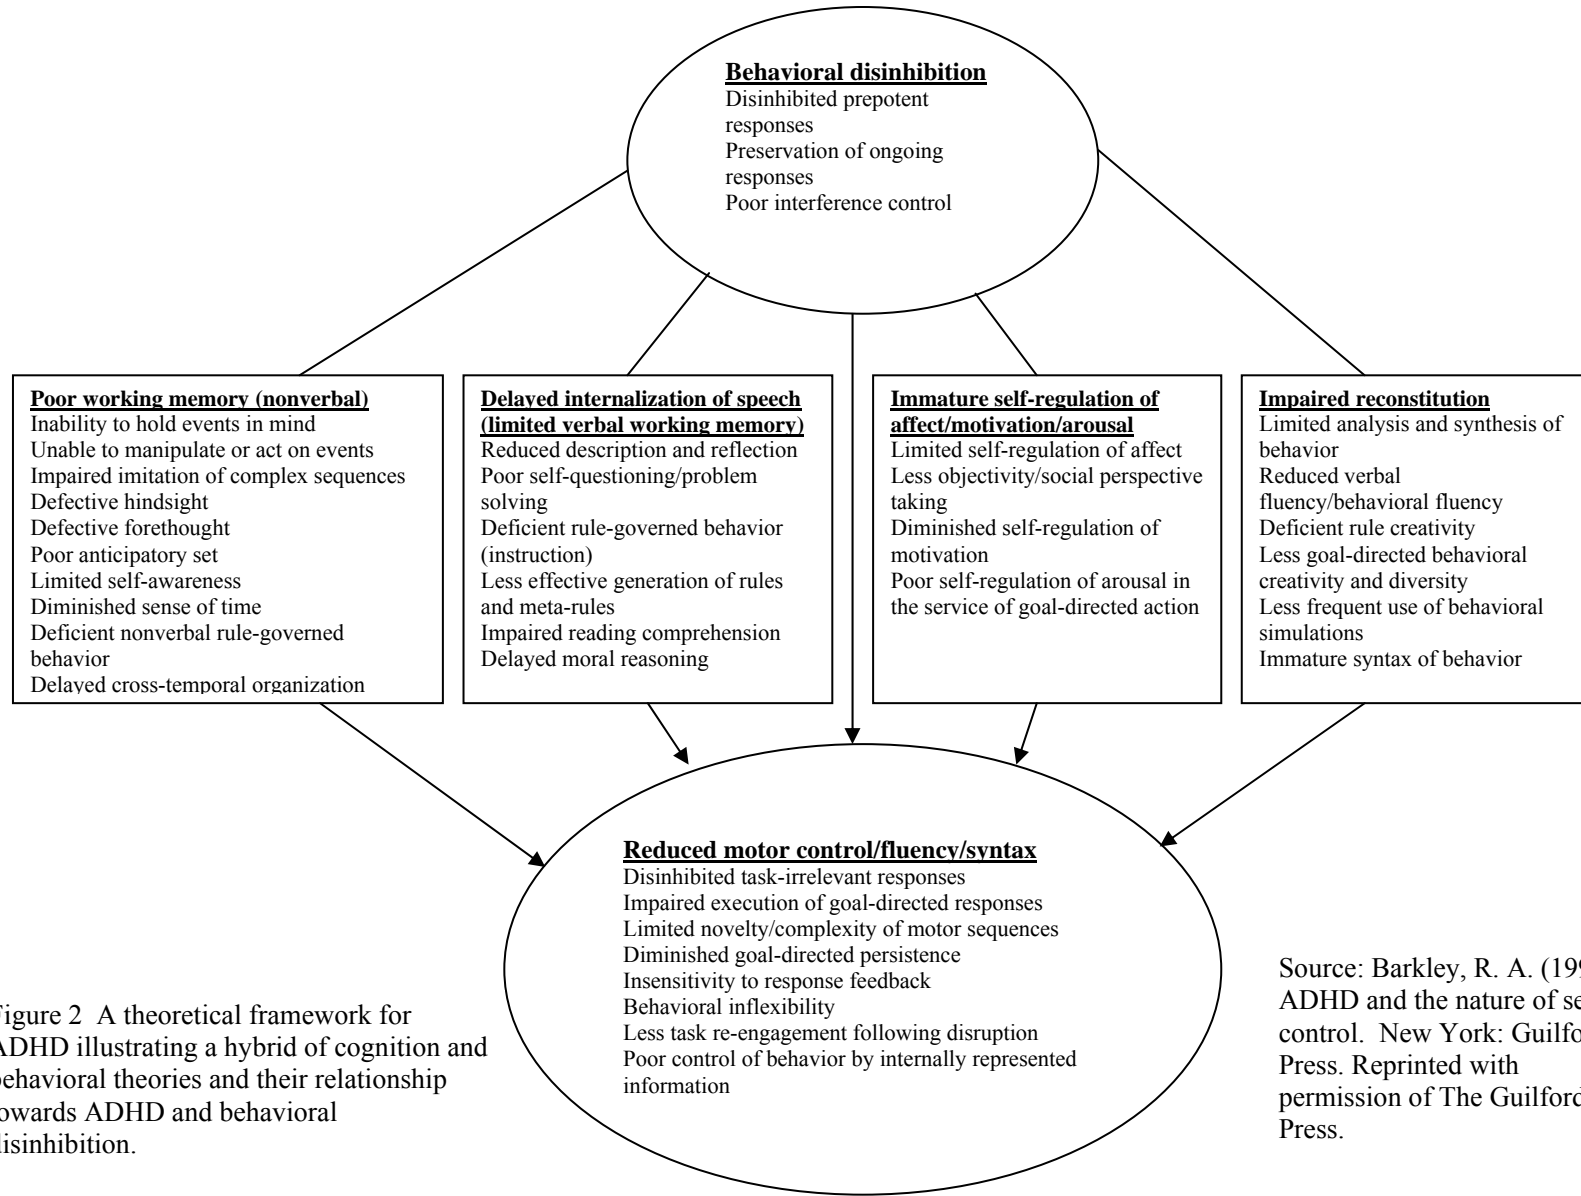 Behavioral disinhibition
Disinhibited prepotent
responses
Preservation of ongoing
responses
Poor interference control
Poor working memory (nonverbal)
Inability to hold events in mind
Unable to manipulate or act on events
Impaired imitation of complex sequences
Defective hindsight
Defective forethought
Poor anticipatory set
Limited self-awareness
Diminished sense of time
Deficient nonverbal rule-governed
behavior
Delayed cross-temporal organization
Delayed internalization of speech
(limited verbal working memory)
Reduced description and reflection
Poor self-questioning/problem
solving
Deficient rule-governed behavior
(instruction)
Less effective generation of rules
and meta-rules
Impaired reading comprehension
Delayed moral reasoning
Immature self-regulation of
affect/motivation/arousal
Limited self-regulation of affect
Less objectivity/social perspective
taking
Diminished self-regulation of
motivation
Poor self-regulation of arousal in
the service of goal-directed action
Impaired reconstitution
Limited analysis and synthesis of
behavior
Reduced verbal
fluency/behavioral fluency
Deficient rule creativity
Less goal-directed behavioral
creativity and diversity
Less frequent use of behavioral
simulations
Immature syntax of behavior
Reduced motor control/fluency/syntax
Disinhibited task-irrelevant responses
Impaired execution of goal-directed responses
Limited novelty/complexity of motor sequences
Diminished goal-directed persistence
Insensitivity to response feedback
Behavioral inflexibility
Less task re-engagement following disruption
Poor control of behavior by internally represented
information
Figure 2 A theoretical framework for
ADHD illustrating a hybrid of cognition and
behavioral theories and their relationship
towards ADHD and behavioral
disinhibition.
Source: Barkley, R. A. (199
ADHD and the nature of se
control. New York: Guilfo
Press. Reprinted with
permission of The Guilford
Press.